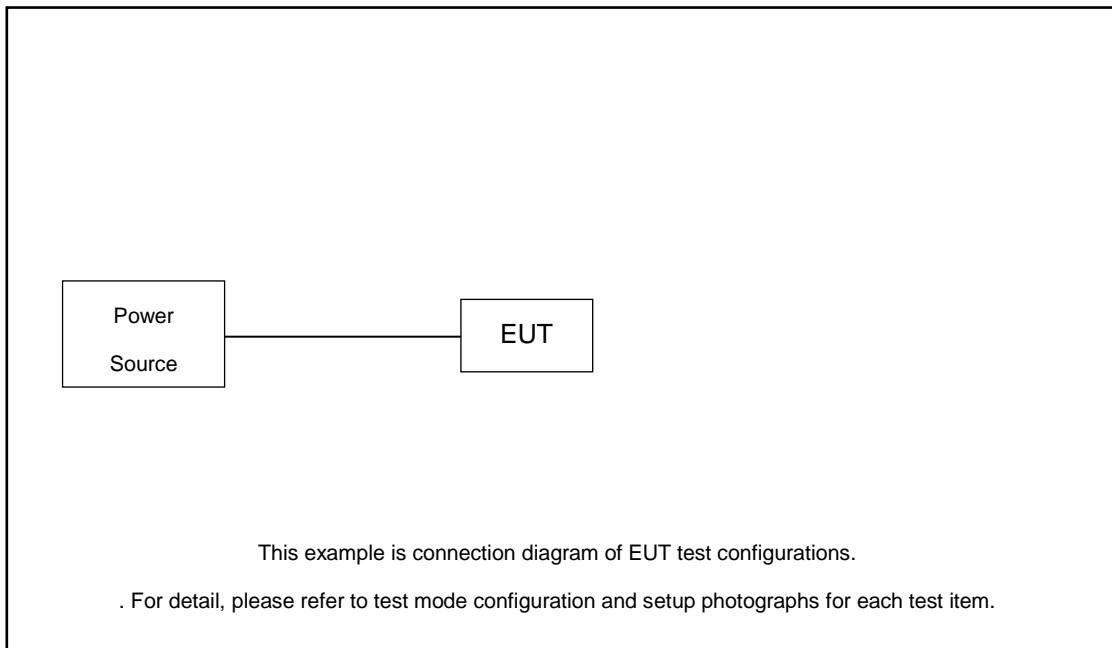 Power
Source
EUT
This example is connection diagram of EUT test configurations.
. For detail, please refer to test mode configuration and setup photographs for each test item.